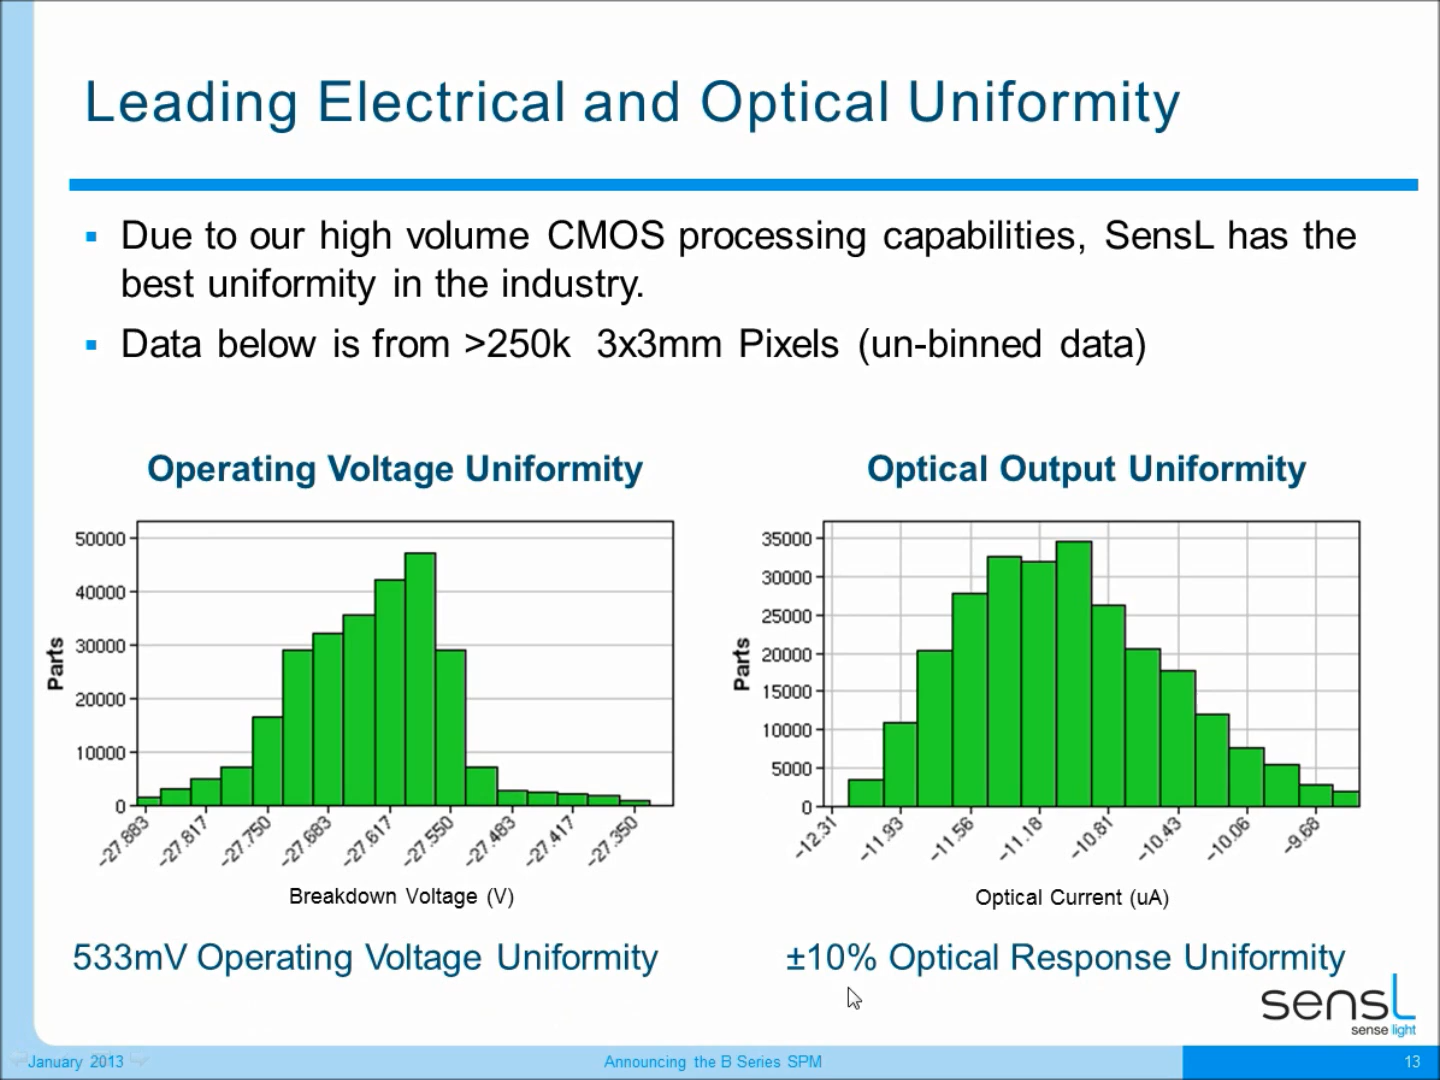 Leading Electrical and Optical Uniformity
Due to our high volume CMOS processing capabilities, SensL has the
best uniformity in the industry.
Data below is from >250k 3x3mm Pixels (un-binned data)
Operating Voltage Uniformity
50000
40000
30000
20000
10000
0
Parts
-27.883
-27.817
-27.750
-27.683
-27.617
-27.550
-27.483
-27.417
-27.350
Breakdown Voltage (V)
533mV Operating Voltage Uniformity
Optical Output Uniformity
35000
30000
25000
20000
15000
10000
5000
0
Parts
-12.31
-11.93
-11.56
-11.18
-10.81
-10.43
-10.06
-9.68
Optical Current (uA)
±10% Optical Response Uniformity
sensL
sense light
January 2013
Announcing the B Series SPM
13